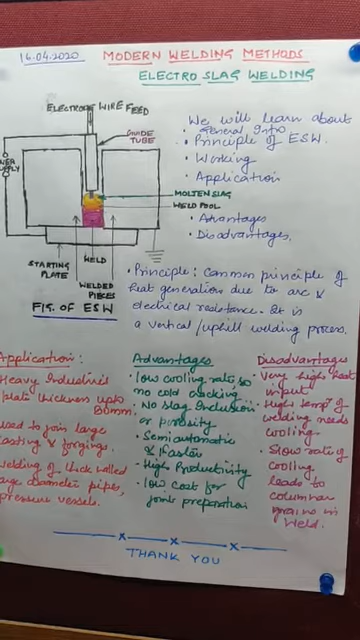 16.04.2020
MODERN WELDING METHODS
ELECTRO SLAG WELDING
ELECTRODE WIRE FEED
GUIDE
TUBE
MOLTEN SLAG
WELD POOL
STARTING
PLATE
WELD
WELDED
PIECES
FIG. OF ESW
We will learn about
• General Info
• Principle of ESW.
• Working
• Application
• Advantages
• Disadvantages.
• Principle: Common principle of
heat generation due to arc &
electrical resistance. It is
a vertical/uphill welding process.
Application:
Heavy Industries
plate thickness upto
80mm.
used to join large
casting & forgings.
welding of thick walled
large diameter pipes,
pressure vessels.
Advantages
• low cooling rate so
no cold cracking
• No slag Inclusion
or porosity
• Semiautomatic
& faster
• High Productivity
• low cost for
joint preparation
Disadvantages
• Very high heat
input
• High tempr of
welding needs
cooling
• Slow rate of
cooling
leads to
columnar
grains in
weld.
THANK YOU